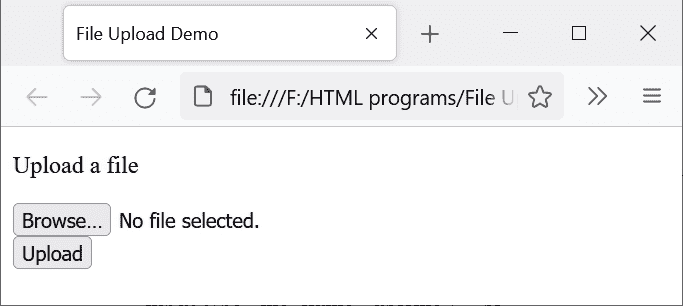 File Upload Demo
file:///F:/HTML programs/File U
Upload a file
Browse... No file selected.
Upload